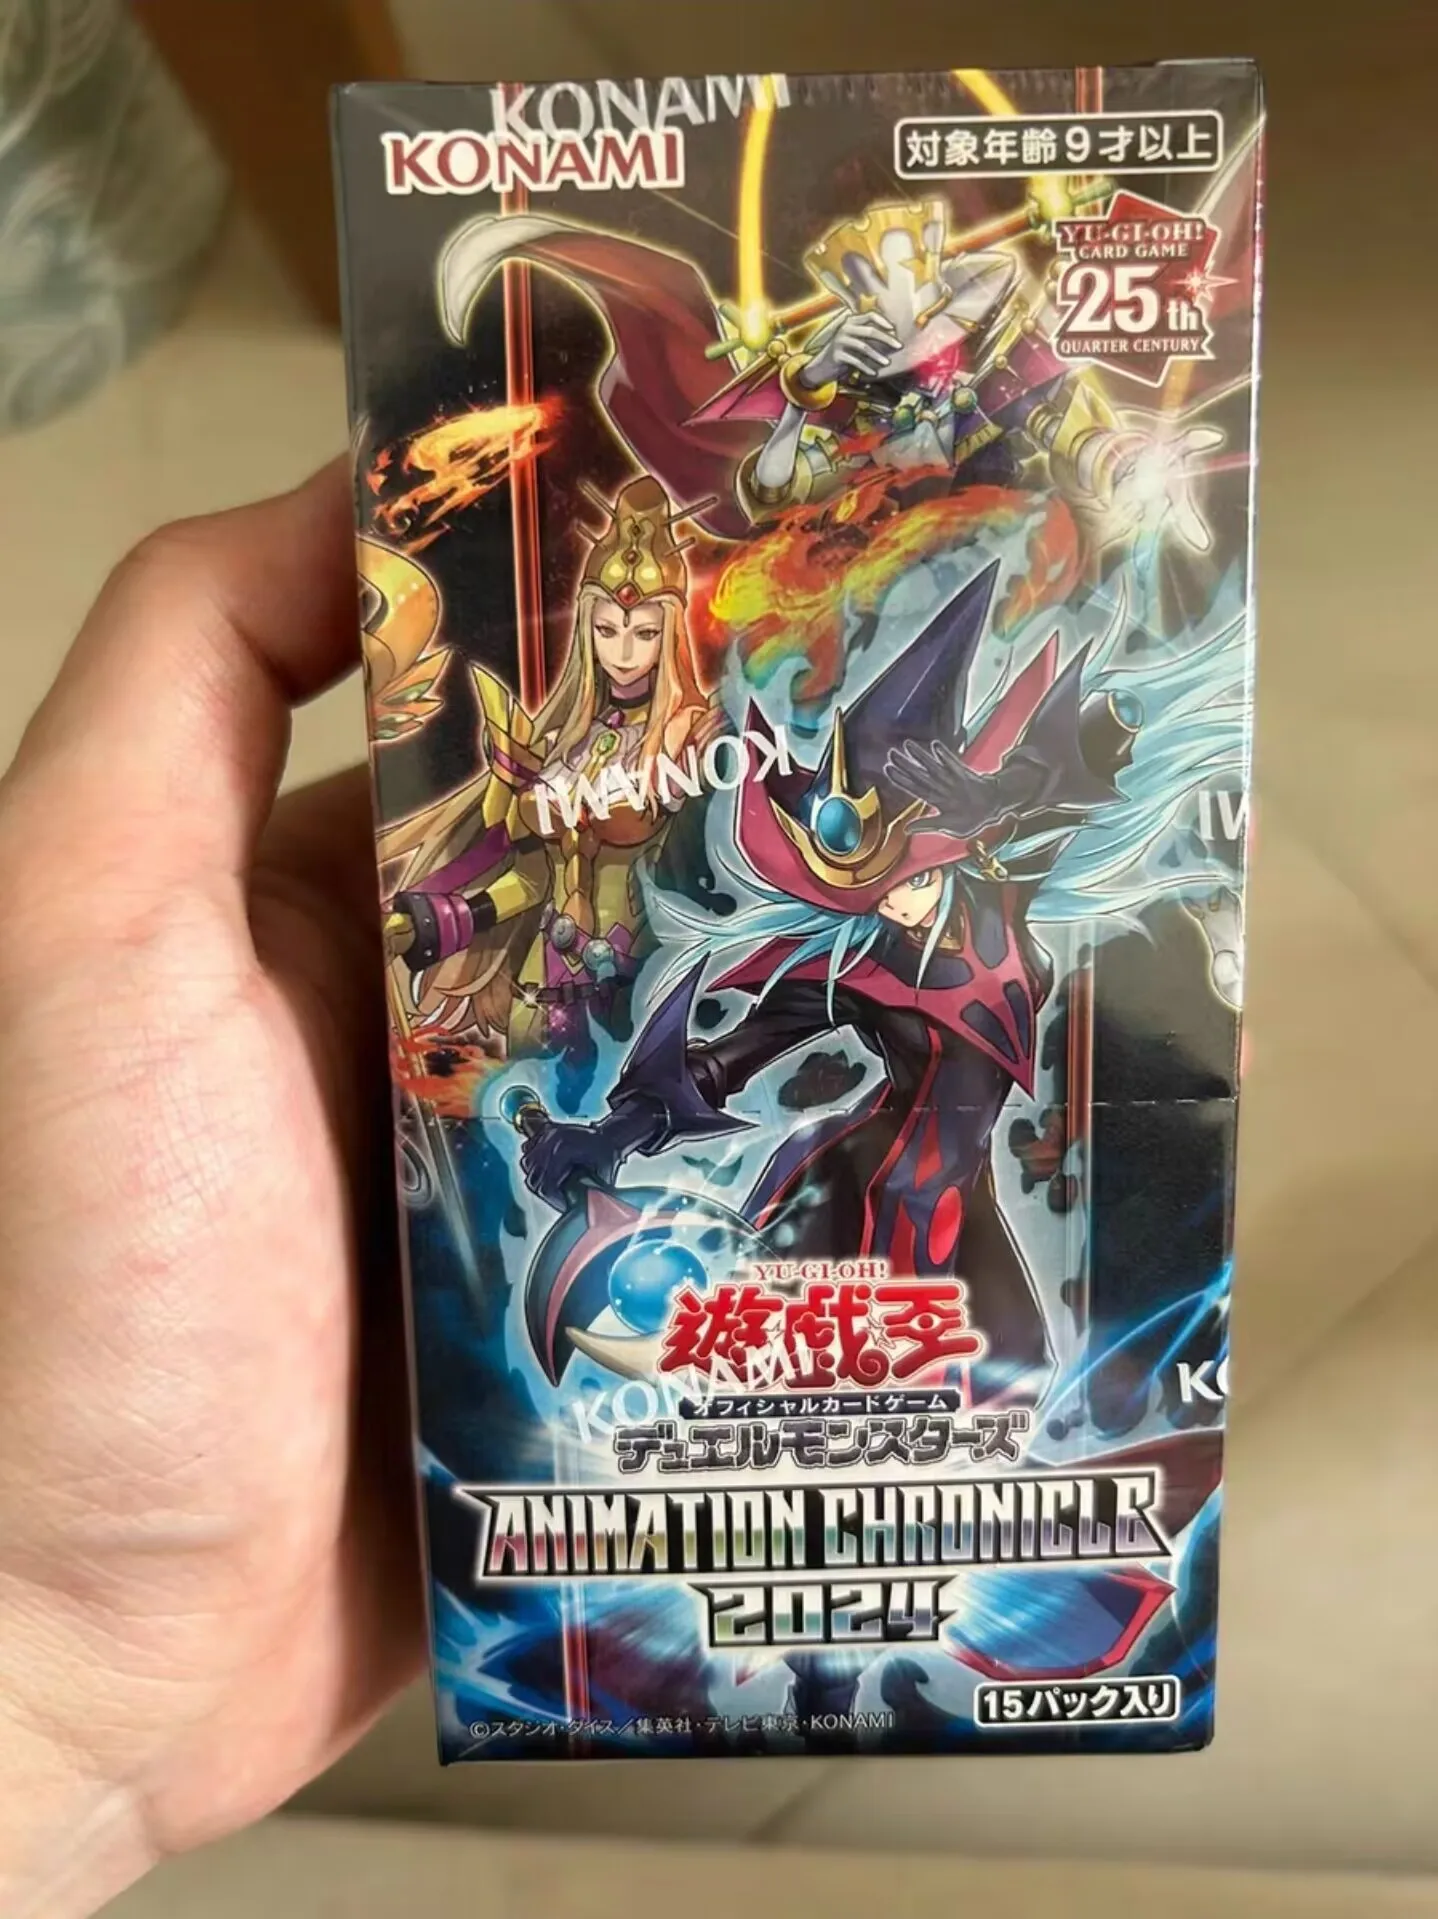 KONAMI
KONAMI
対象年齢9才以上
YU-GI-OH!
CARD GAME
25th
QUARTER CENTURY
KONAMI
YU-GI-OH!
遊戯王
KONAMI
オフィシャルカードゲーム
デュエルモンスターズ
ANIMATION CHRONICLE
2024
15パック入り
©スタジオ・ダイス/集英社・テレビ東京・KONAMI